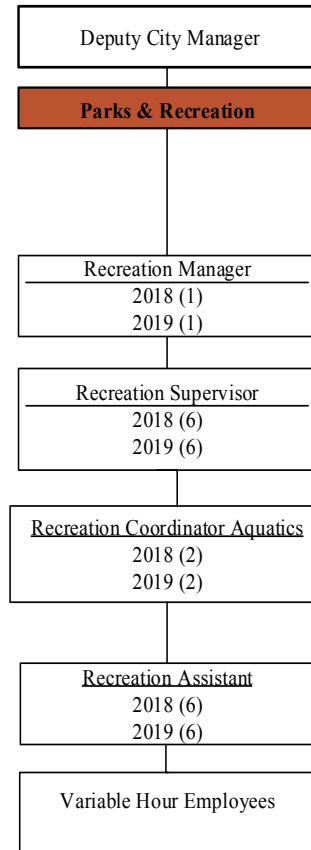 Deputy City Manager
Parks & Recreation
Recreation Manager
2018 (1)
2019 (1)
Recreation Supervisor
2018 (6)
2019 (6)
Recreation Coordinator Aquatics
2018 (2)
2019 (2)
Recreation Assistant
2018 (6)
2019 (6)
Variable Hour Employees